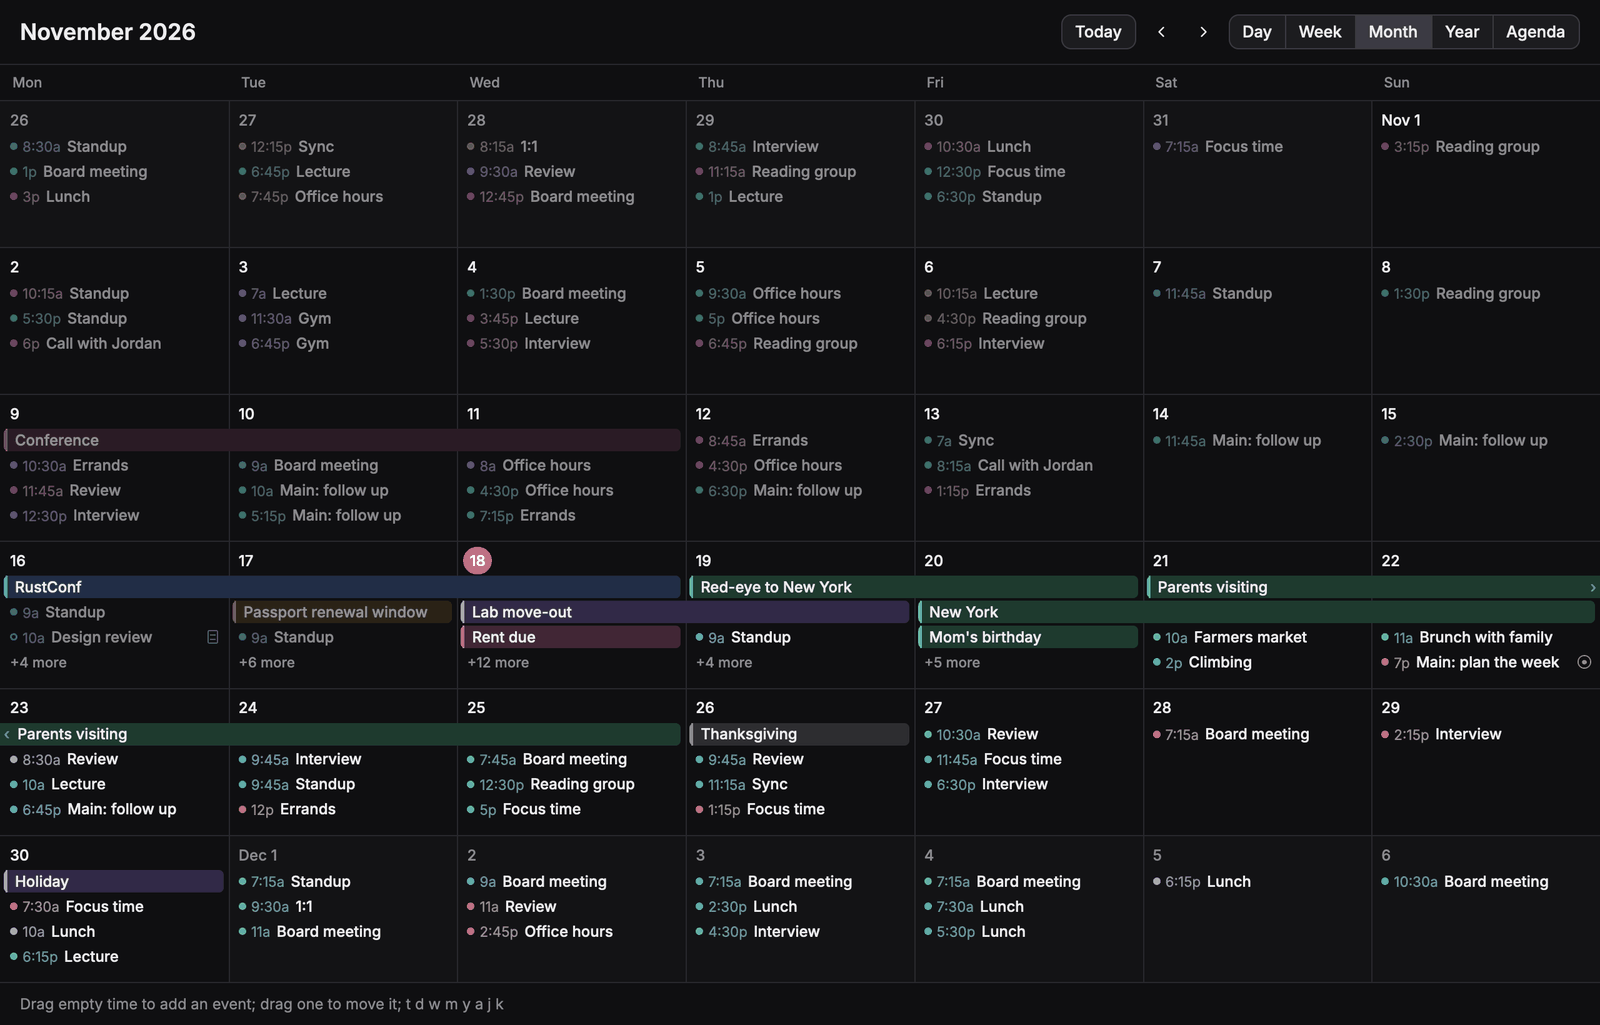 November 2026
Today ‹ › Day Week Month Year Agenda
Mon Tue Wed Thu Fri Sat Sun
26 27 28 29 30 31 Nov 1
8:30a Standup 12:15p Sync 8:15a 1:1 8:45a Interview 10:30a Lunch 7:15a Focus time 3:15p Reading group
1p Board meeting 6:45p Lecture 9:30a Review 11:15a Reading group 12:30p Focus time
3p Lunch 7:45p Office hours 12:45p Board meeting 1p Lecture 6:30p Standup
2 3 4 5 6 7 8
10:15a Standup 7a Lecture 1:30p Board meeting 9:30a Office hours 10:15a Lecture 11:45a Standup 1:30p Reading group
5:30p Standup 11:30a Gym 3:45p Lecture 5p Office hours 4:30p Reading group
6p Call with Jordan 6:45p Gym 5:30p Interview 6:45p Reading group 6:15p Interview
9 10 11 12 13 14 15
Conference 8:45a Errands 7a Sync 11:45a Main: follow up 2:30p Main: follow up
10:30a Errands 9a Board meeting 8a Office hours 4:30p Office hours 8:15a Call with Jordan
11:45a Review 10a Main: follow up 4:30p Office hours 6:30p Main: follow up 1:15p Errands
12:30p Interview 5:15p Main: follow up 7:15p Errands
16 17 18 19 20 21 22
RustConf Red-eye to New York Parents visiting ›
9a Standup Passport renewal window Lab move-out New York
10a Design review 9a Standup Rent due 9a Standup Mom's birthday 10a Farmers market 11a Brunch with family
+4 more +6 more +12 more +4 more +5 more 2p Climbing 7p Main: plan the week
23 24 25 26 27 28 29
‹ Parents visiting Thanksgiving 10:30a Review 7:15a Board meeting 2:15p Interview
8:30a Review 9:45a Interview 7:45a Board meeting 9:45a Review 11:45a Focus time
10a Lecture 9:45a Standup 12:30p Reading group 11:15a Sync 6:30p Interview
6:45p Main: follow up 12p Errands 5p Focus time 1:15p Focus time
30 Dec 1 2 3 4 5 6
Holiday 7:15a Standup 9a Board meeting 7:15a Board meeting 7:15a Board meeting 6:15p Lunch 10:30a Board meeting
7:30a Focus time 9:30a 1:1 11a Review 2:30p Lunch 7:30a Lunch
10a Lunch 11a Board meeting 2:45p Office hours 4:30p Interview 5:30p Lunch
6:15p Lecture
Drag empty time to add an event; drag one to move it; t d w m y a j k